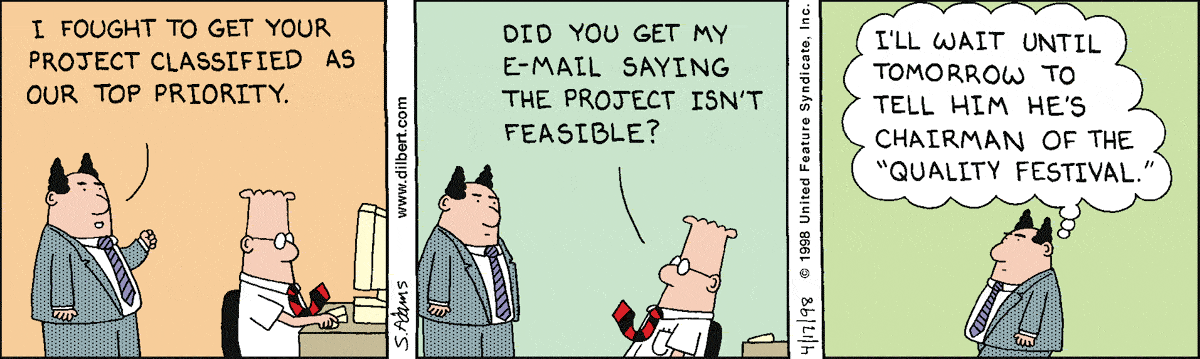 I FOUGHT TO GET YOUR
PROJECT CLASSIFIED AS
OUR TOP PRIORITY.
www.dilbert.com
S. Adams
DID YOU GET MY
E-MAIL SAYING
THE PROJECT ISN'T
FEASIBLE?
4/17/98 © 1998 United Feature Syndicate, Inc.
I'LL WAIT UNTIL
TOMORROW TO
TELL HIM HE'S
CHAIRMAN OF THE
"QUALITY FESTIVAL."